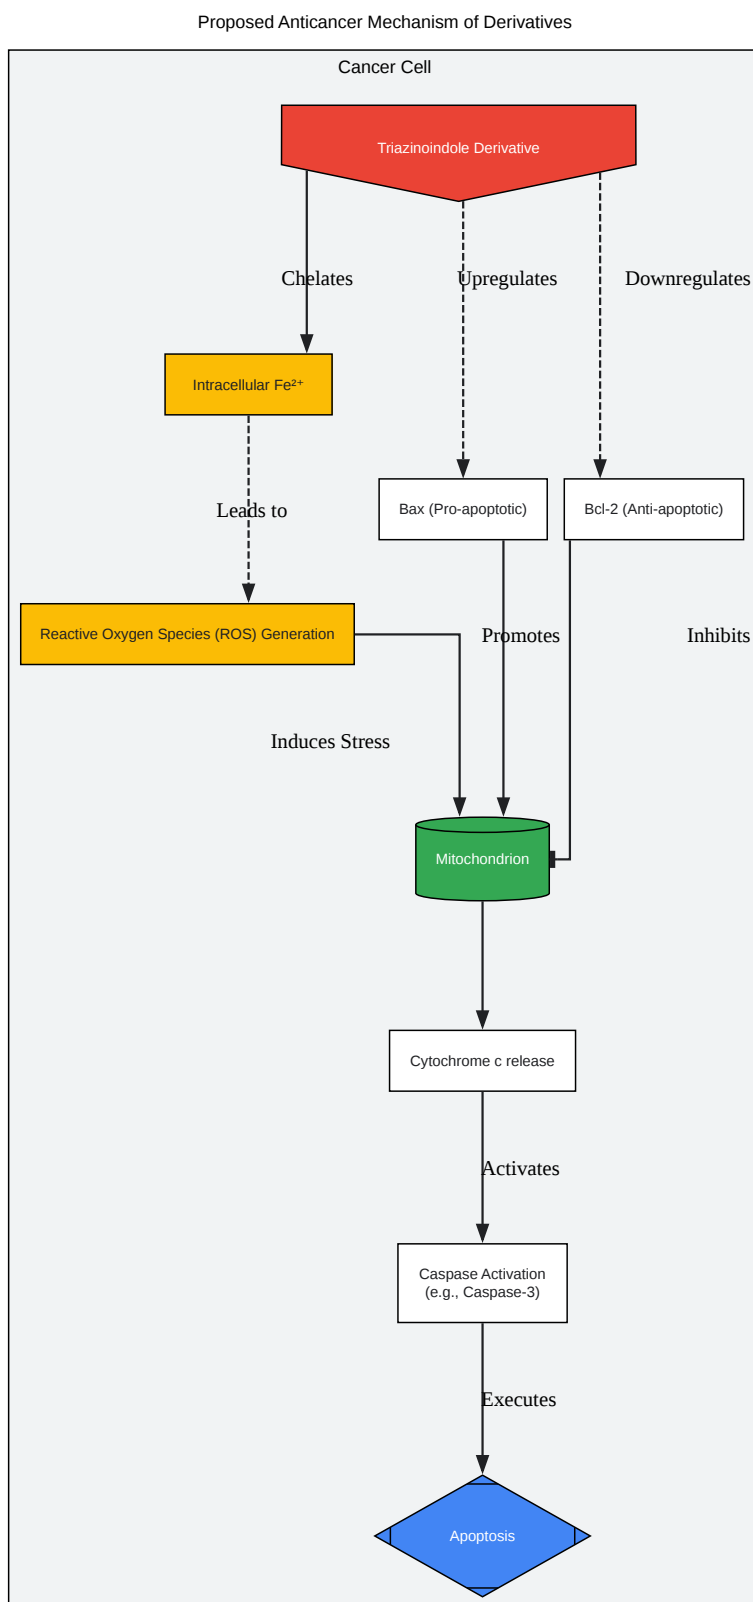 Proposed Anticancer Mechanism of Derivatives
Cancer Cell
Triazinoindole Derivative
Chelates
Upregulates
Downregulates
Intracellular Fe²⁺
Leads to
Bax (Pro-apoptotic)
Bcl-2 (Anti-apoptotic)
Reactive Oxygen Species (ROS) Generation
Promotes
Inhibits
Induces Stress
Mitochondrion
Cytochrome c release
Activates
Caspase Activation
(e.g., Caspase-3)
Executes
Apoptosis